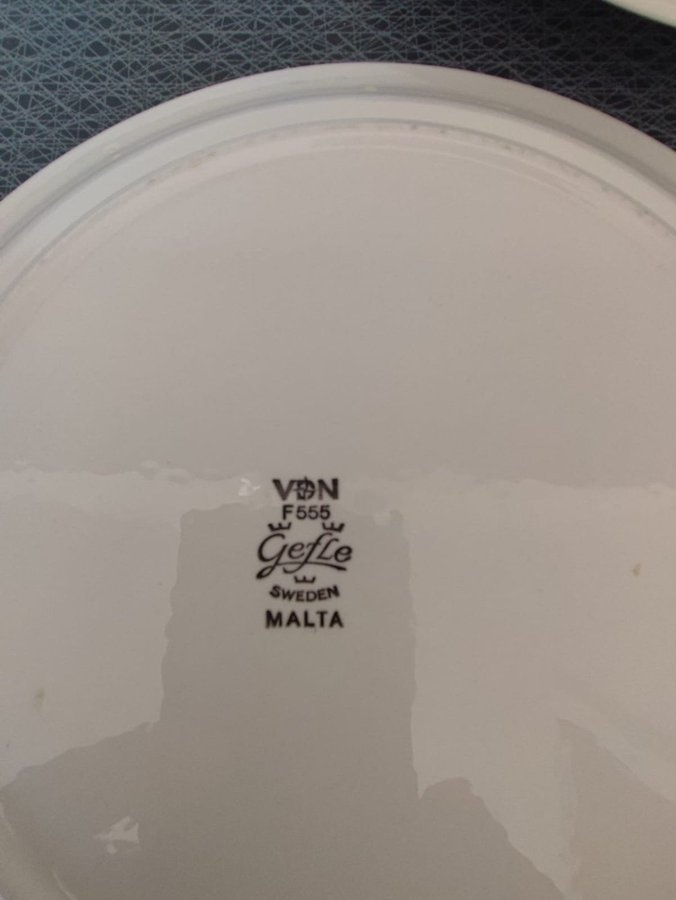 VDN
F555
Gefle
SWEDEN
MALTA